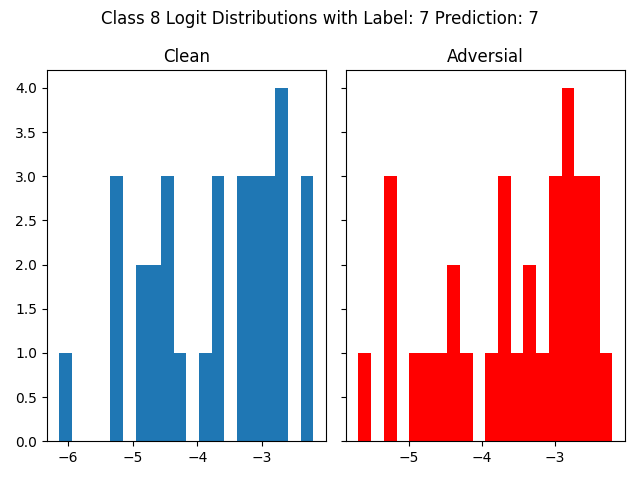 Class 8 Logit Distributions with Label: 7 Prediction: 7
Clean
Adversial
4.0
3.5
3.0
2.5
2.0
1.5
1.0
0.5
0.0
−6 −5 −4 −3
−5 −4 −3